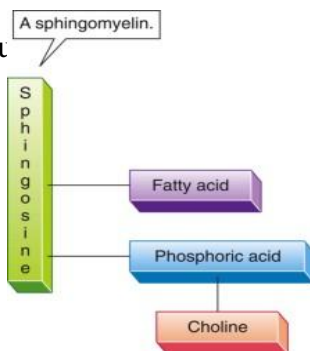 A sphingomyelin.
Sphingosine
Fatty acid
Phosphoric acid
Choline